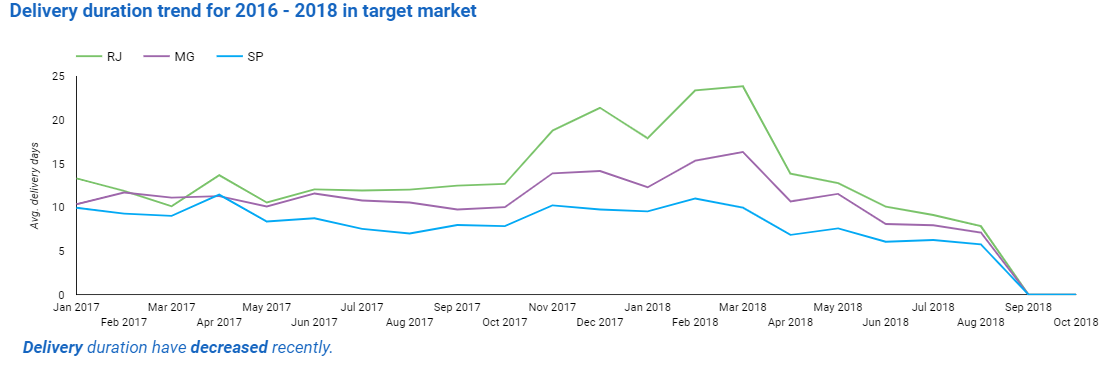 Delivery duration trend for 2016 - 2018 in target market
RJ MG SP
Avg. delivery days
25
20
15
10
5
0
Jan 2017 Mar 2017 May 2017 Jul 2017 Sep 2017 Nov 2017 Jan 2018 Mar 2018 May 2018 Jul 2018 Sep 2018
Feb 2017 Apr 2017 Jun 2017 Aug 2017 Oct 2017 Dec 2017 Feb 2018 Apr 2018 Jun 2018 Aug 2018 Oct 2018
Delivery duration have decreased recently.